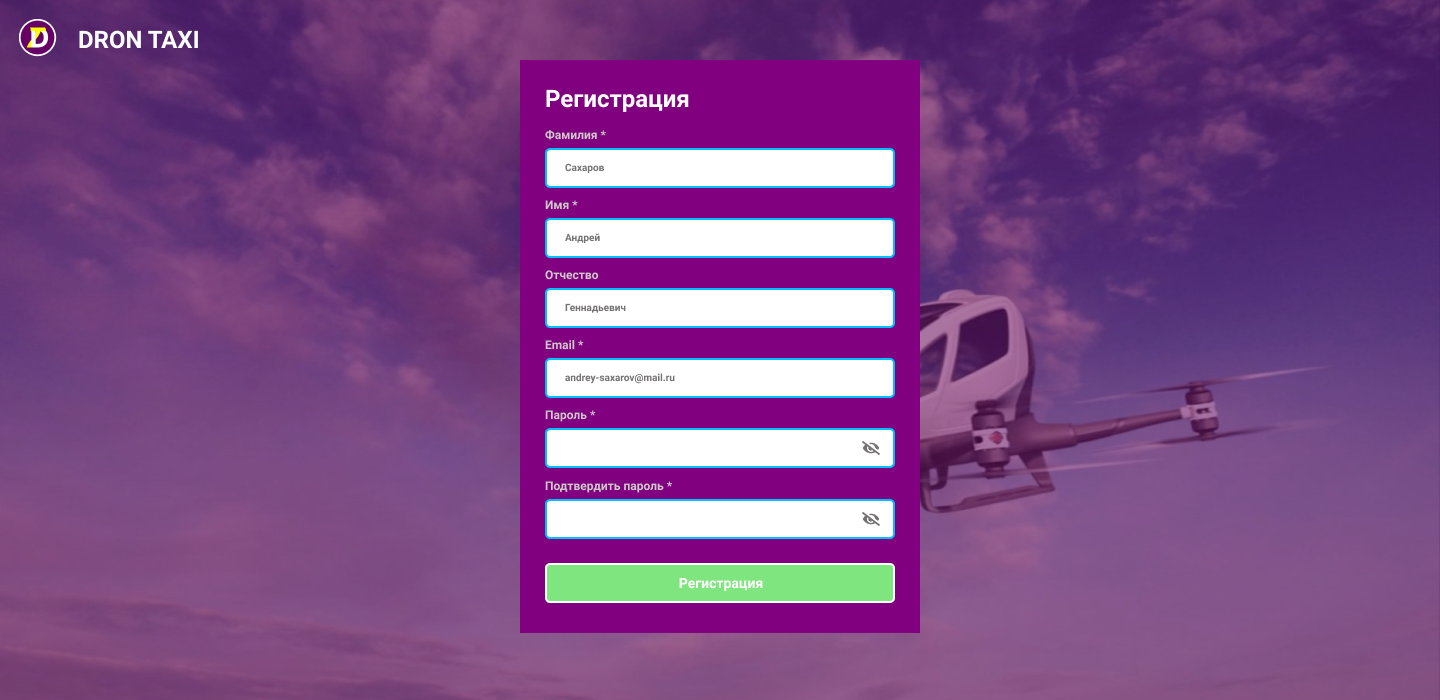 D DRON TAXI
Регистрация
Фамилия *
Сахаров
Имя *
Андрей
Отчество
Геннадьевич
Email *
andrey-saxarov@mail.ru
Пароль *
Подтвердить пароль *
Регистрация